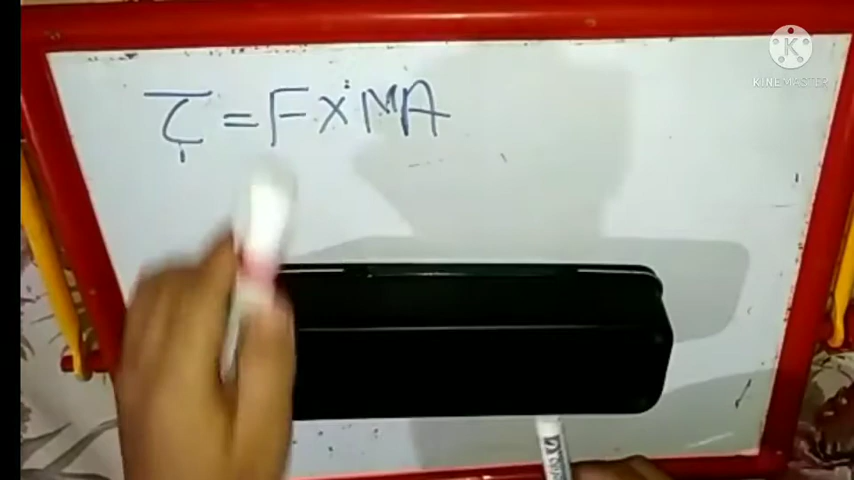 τ = F × MA
K
KINEMASTER